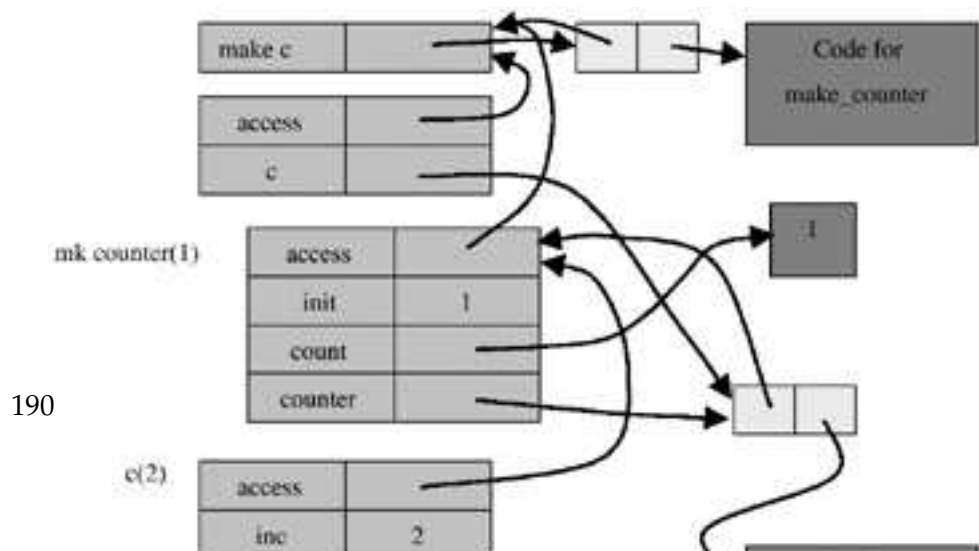 make c
Code for
make_counter
access
c
mk counter(1)
access
1
init
1
count
counter
190
c(2)
access
inc
2